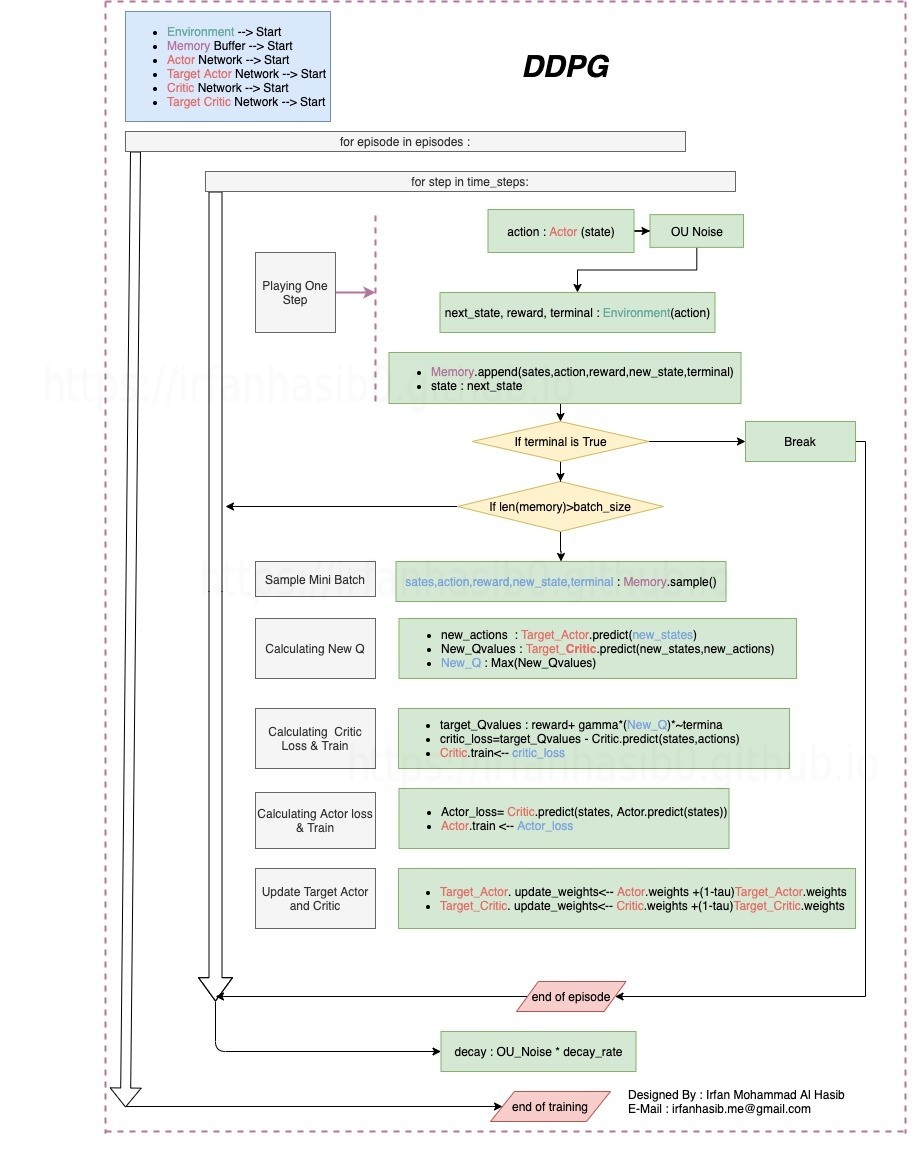 Environment --> Start
Memory Buffer --> Start
Actor Network --> Start
Target Actor Network --> Start
Critic Network --> Start
Target Critic Network --> Start
DDPG
for episode in episodes :
for step in time_steps:
action : Actor (state)
OU Noise
Playing One
Step
next_state, reward, terminal : Environment(action)
https://irfanhasib0.github.io
Memory.append(sates,action,reward,new_state,terminal)
state : next_state
If terminal is True
Break
If len(memory)>batch_size
Sample Mini Batch
sates,action,reward,new_state,terminal : Memory.sample()
https://irfanhasib0.github.io
Calculating New Q
new_actions : Target_Actor.predict(new_states)
New_Qvalues : Target_Critic.predict(new_states,new_actions)
New_Q : Max(New_Qvalues)
Calculating Critic
Loss & Train
target_Qvalues : reward+ gamma*(New_Q)*~termina
critic_loss=target_Qvalues - Critic.predict(states,actions)
Critic.train<-- critic_loss
https://irfanhasib0.github.io
Calculating Actor loss
& Train
Actor_loss= Critic.predict(states, Actor.predict(states))
Actor.train <-- Actor_loss
Update Target Actor
and Critic
Target_Actor. update_weights<-- Actor.weights +(1-tau)Target_Actor.weights
Target_Critic. update_weights<-- Critic.weights +(1-tau)Target_Critic.weights
end of episode
decay : OU_Noise * decay_rate
end of training
Designed By : Irfan Mohammad Al Hasib
E-Mail : irfanhasib.me@gmail.com